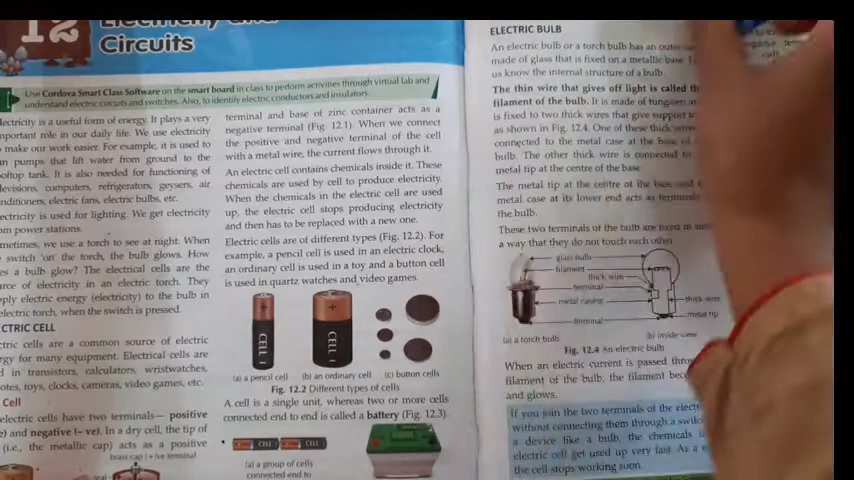 12
Electricity and
Circuits
Use Cordova Smart Class Software on the smart board in class to perform activities through virtual lab and
understand electric circuits and switches. Also, to identify electric conductors and insulators.
lectricity is a useful form of energy. It plays very
mportant role in our daily life. We use electricity
make our work easier. For example, it is used to
n pumps that lift water from ground to the
oftop tank. It is also needed for functioning of
levisions, computers, refrigerators, geysers, air
nditioners, electric fans, electric bulbs, etc.
ectricity is used for lighting. We get electricity
om power stations.
metimes, we use a torch to see at night. When
switch 'on' the torch, the bulb glows. How
es a bulb glow? The electrical cells are the
urce of electricity in an electric torch. They
pply electric energy (electricity) to the bulb in
electric torch, when the switch is pressed.
CTRIC CELL
ctric cells are a common source of electric
rgy for many equipment. Electrical cells are
d in transistors, calculators, wristwatches,
otes, toys, clocks, cameras, video games, etc.
Cell
electric cells have two terminals— positive
e) and negative (– ve). In a dry cell, the tip of
(i.e., the metallic cap) acts as a positive
brass cap (+)ve terminal
seal
terminal and base of zinc container acts as a
negative terminal (Fig. 12.1). When we connect
the positive and negative terminal of the cell
with a metal wire, the current flows through it.
An electric cell contains chemicals inside it. These
chemicals are used by cell to produce electricity.
When the chemicals in the electric cell are used
up, the electric cell stops producing electricity
and then has to be replaced with a new one.
Electric cells are of different types (Fig. 12.2). For
example, a pencil cell is used in an electric clock,
an ordinary cell is used in a toy and a button cell
is used in quartz watches and video games.
CELL
CELL
(a) a pencil cell (b) an ordinary cell (c) button cells
Fig. 12.2 Different types of cells
A cell is a single unit, whereas two or more cells
connected end to end is called a battery (Fig. 12.3).
CELL CELL
(a) a group of cells
connected end to
ELECTRIC BULB
An electric bulb or a torch bulb has an outer
made of glass that is fixed on a metallic base.
us know the internal structure of a bulb.
The thin wire that gives off light is called th
filament of the bulb. It is made of tungsten a
is fixed to two thick wires that give support
as shown in Fig. 12.4. One of these thick wires
connected to the metal case at the base of
bulb. The other thick wire is connected to
metal tip at the centre of the base
The metal tip at the centre of the base and
metal case at its lower end acts as terminals
the bulb.
These two terminals of the bulb are fixed in su
a way that they do not touch each other
glass bulb
filament
thick wire
terminal
metal casing
thick wire
metal tip
terminal
(a) a torch bulb (b) inside view
Fig. 12.4 An electric bulb
When an electric current is passed thro
filament of the bulb, the filament bec
and glows.
If you join the two terminals of the electr
without connecting them through a switc
a device like a bulb, the chemicals
electric cell get used up very fast. As a
the cell stops working soon.